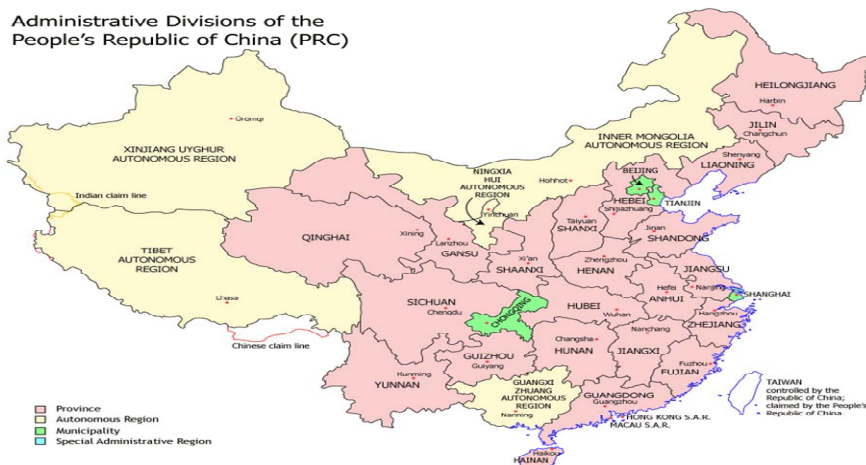 Administrative Divisions of the
People's Republic of China (PRC)
HEILONGJIANG
Harbin
JILIN
Changchun
Ürümqi
INNER MONGOLIA
AUTONOMOUS REGION
XINJIANG UYGHUR
AUTONOMOUS REGION
Shenyang
LIAONING
NINGXIA
HUI
AUTONOMOUS
REGION
Hohhot
BEIJING
Indian claim line
HEBEI
TIANJIN
Yinchuan
Shijiazhuang
Taiyuan
SHANXI
QINGHAI
Xining
Jinan
SHANDONG
TIBET
AUTONOMOUS
REGION
Lanzhou
GANSU
Xi'an
SHAANXI
Zhengzhou
HENAN
JIANGSU
Lhasa
SICHUAN
Chengdu
CHONGQING
HUBEI
Wuhan
Hefei
ANHUI
Nanjing
SHANGHAI
Hangzhou
ZHEJIANG
Chinese claim line
Changsha
HUNAN
Nanchang
JIANGXI
GUIZHOU
Guiyang
Fuzhou
FUJIAN
Kunming
YUNNAN
GUANGXI
ZHUANG
AUTONOMOUS
REGION
Nanning
GUANGDONG
Guangzhou
TAIWAN
controlled by the
Republic of China;
claimed by the People's
Republic of China.
HONG KONG S.A.R.
MACAU S.A.R.
Haikou
HAINAN
Province
Autonomous Region
Municipality
Special Administrative Region